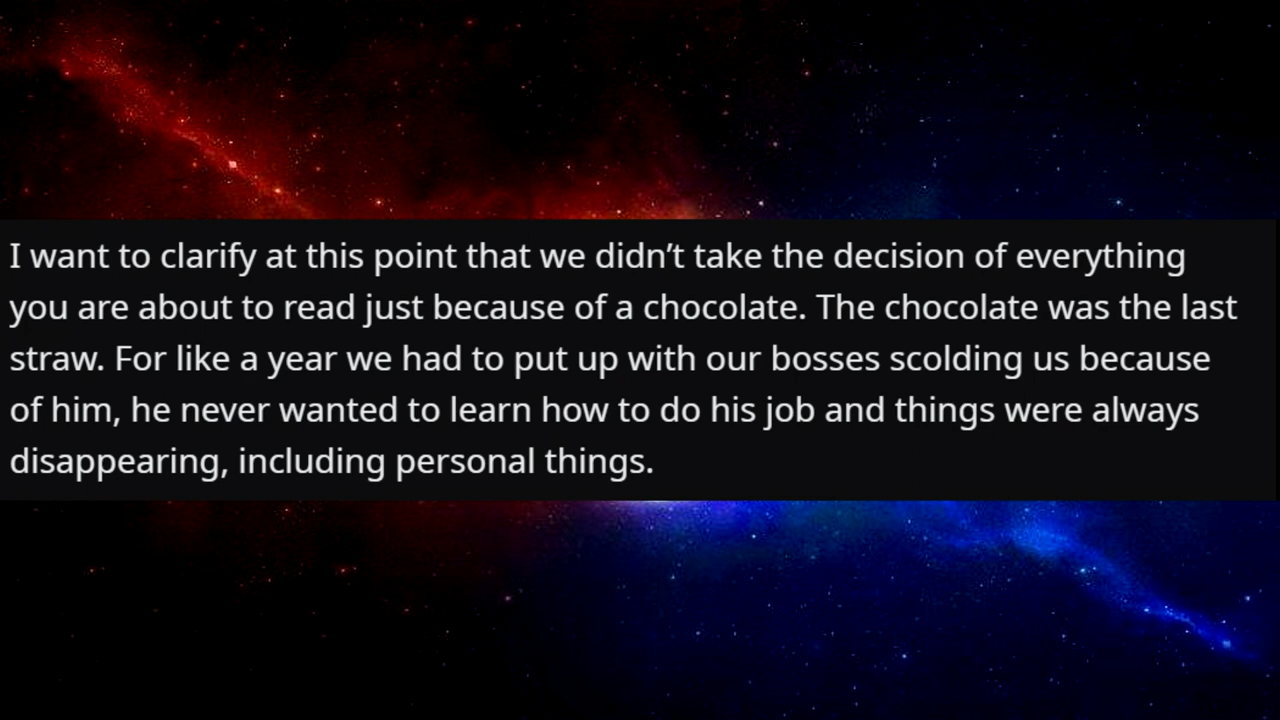 I want to clarify at this point that we didn’t take the decision of everything
you are about to read just because of a chocolate. The chocolate was the last
straw. For like a year we had to put up with our bosses scolding us because
of him, he never wanted to learn how to do his job and things were always
disappearing, including personal things.